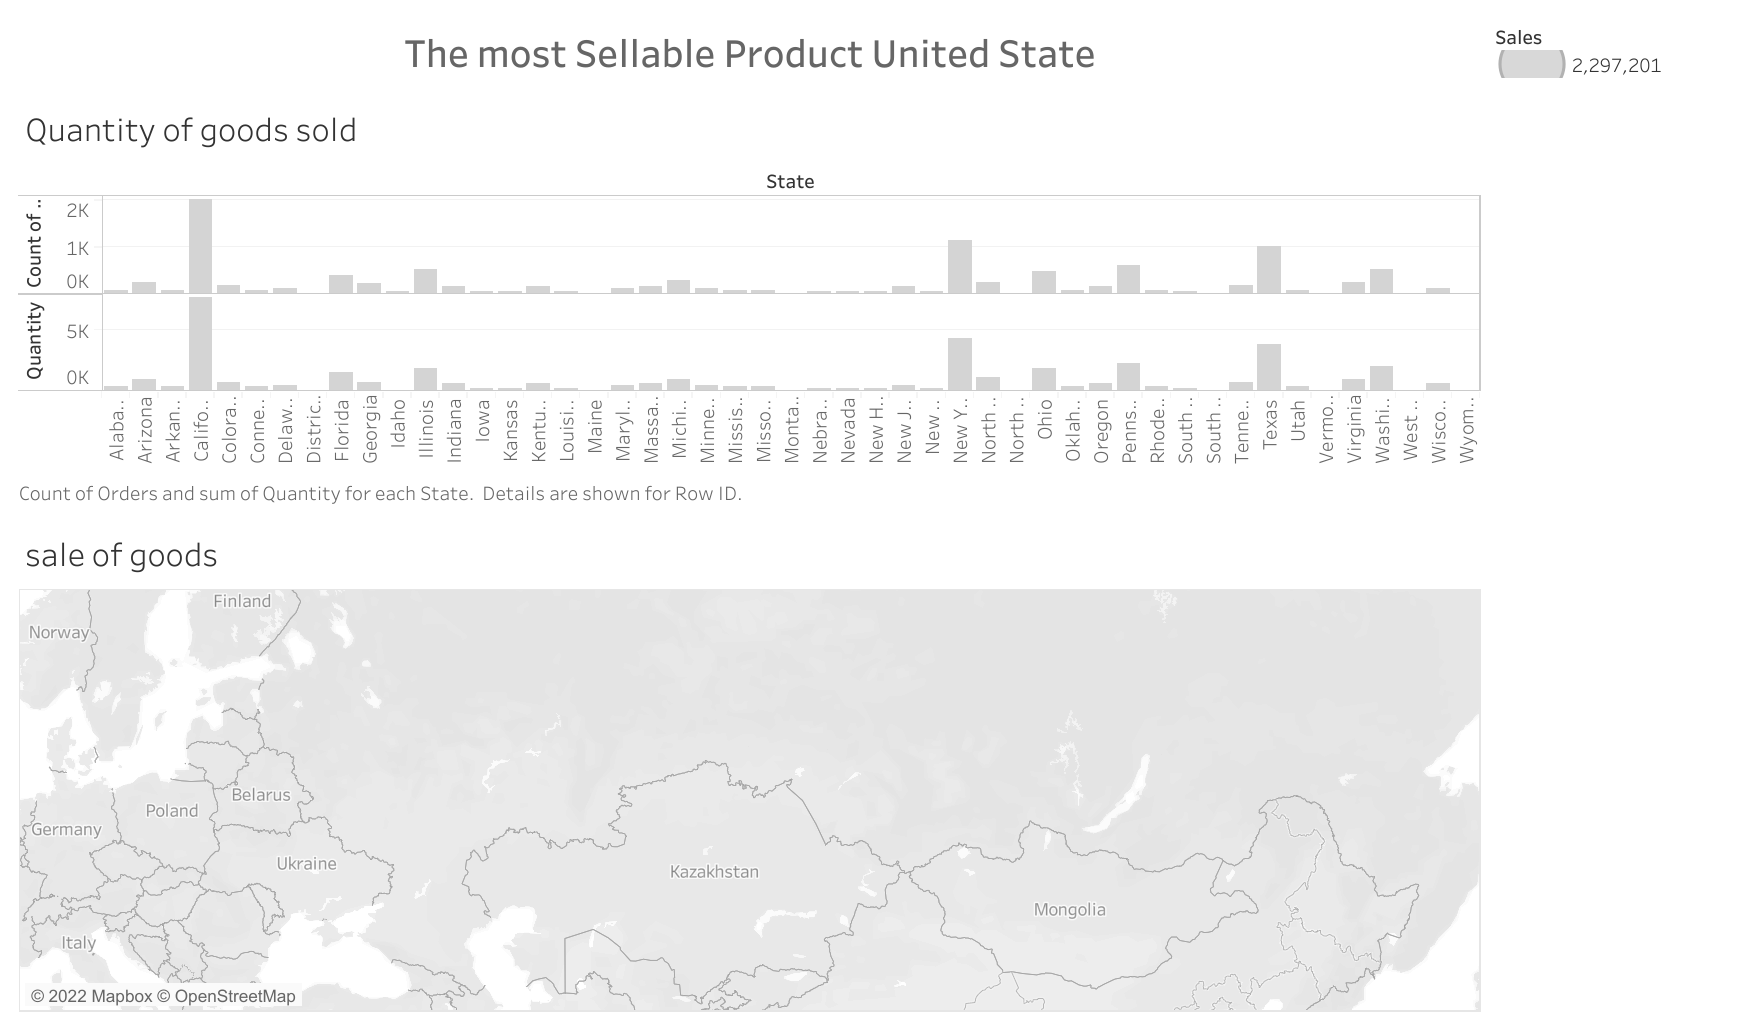 The most Sellable Product United State
Sales
2,297,201
Quantity of goods sold
State
Count of ..
2K
1K
0K
Quantity
5K
0K
Alaba..
Arizona
Arkan..
Califo..
Colora..
Conne..
Delaw..
Distric..
Florida
Georgia
Idaho
Illinois
Indiana
Iowa
Kansas
Kentu..
Louisi..
Maine
Maryl..
Massa..
Michi..
Minne..
Missis..
Misso..
Monta..
Nebra..
Nevada
New H..
New J..
New ..
New Y..
North ..
North ..
Ohio
Oklah..
Oregon
Penns..
Rhode..
South ..
South ..
Tenne..
Texas
Utah
Vermo..
Virginia
Washi..
West ..
Wisco..
Wyom..
Count of Orders and sum of Quantity for each State.  Details are shown for Row ID.
sale of goods
Finland
Norway
Belarus
Poland
Germany
Ukraine
Kazakhstan
Mongolia
Italy
© 2022 Mapbox © OpenStreetMap